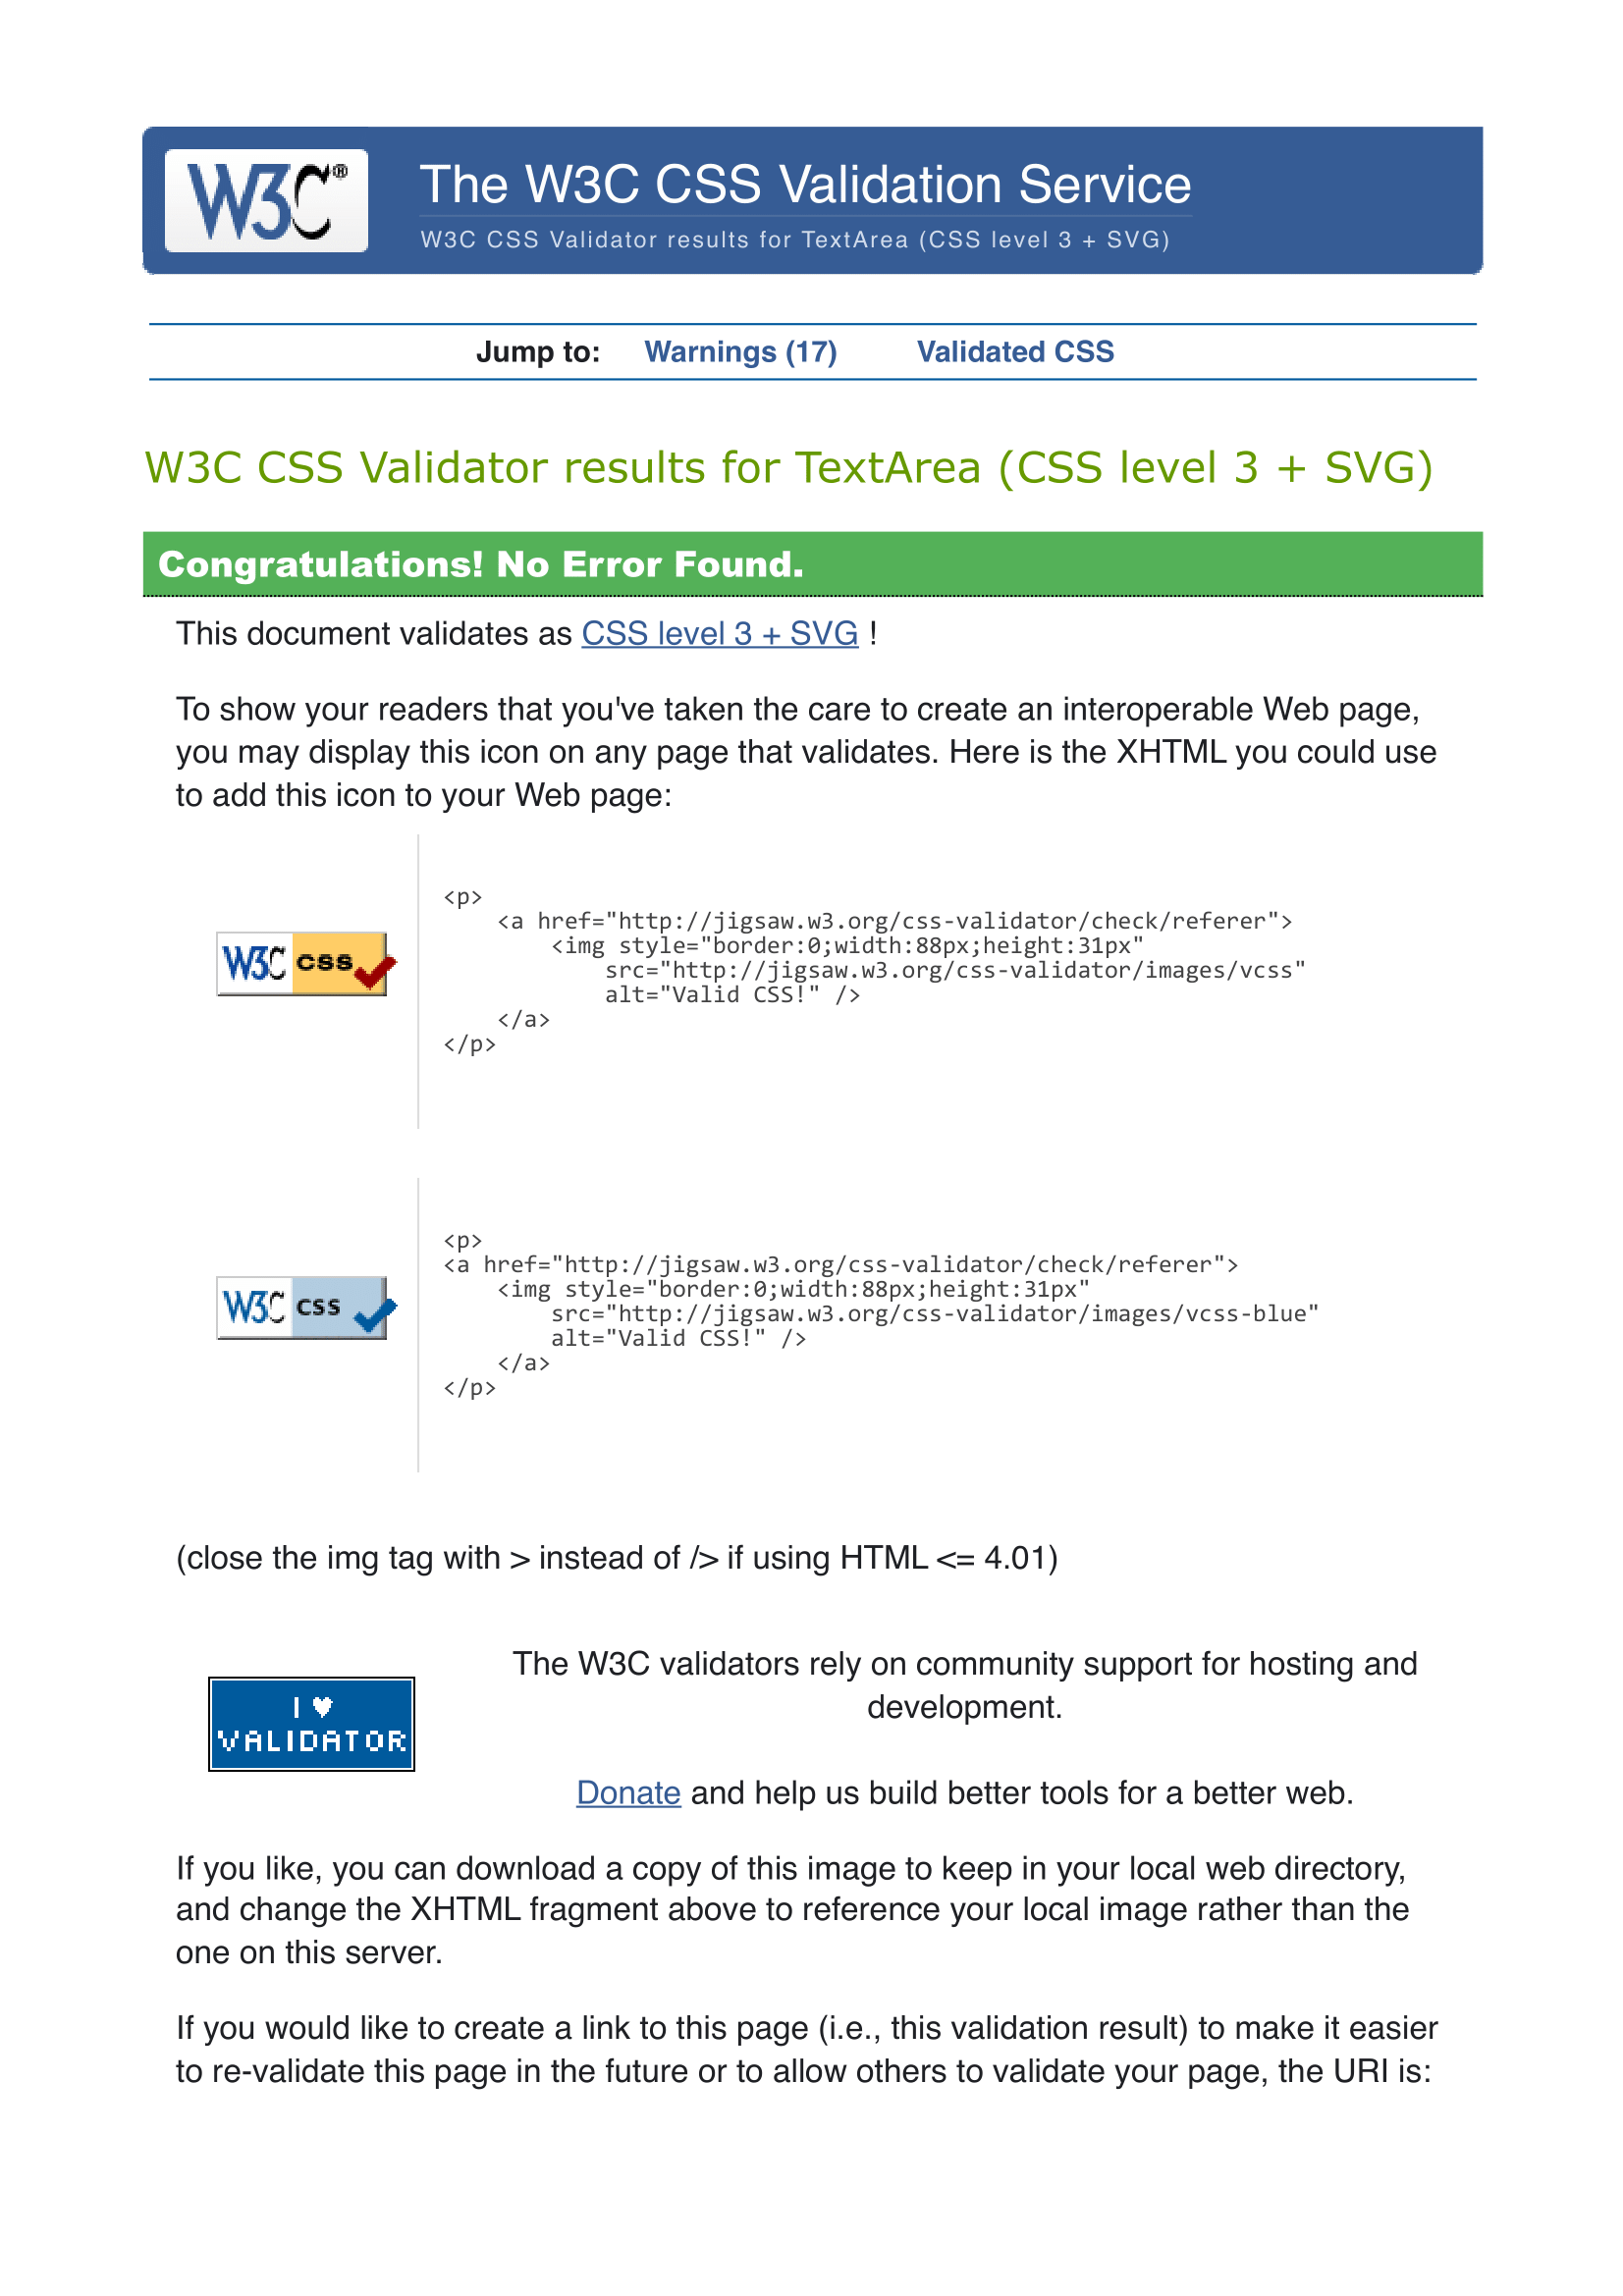 W3C®
The W3C CSS Validation Service
W3C CSS Validator results for TextArea (CSS level 3 + SVG)
Jump to: Warnings (17) Validated CSS
W3C CSS Validator results for TextArea (CSS level 3 + SVG)
Congratulations! No Error Found.
This document validates as CSS level 3 + SVG !
To show your readers that you've taken the care to create an interoperable Web page,
you may display this icon on any page that validates. Here is the XHTML you could use
to add this icon to your Web page:
W3C css
<p>
    <a href="http://jigsaw.w3.org/css-validator/check/referer">
        <img style="border:0;width:88px;height:31px"
            src="http://jigsaw.w3.org/css-validator/images/vcss"
            alt="Valid CSS!" />
    </a>
</p>
W3C css
<p>
<a href="http://jigsaw.w3.org/css-validator/check/referer">
    <img style="border:0;width:88px;height:31px"
        src="http://jigsaw.w3.org/css-validator/images/vcss-blue"
        alt="Valid CSS!" />
    </a>
</p>
(close the img tag with > instead of /> if using HTML <= 4.01)
I ♥
VALIDATOR
The W3C validators rely on community support for hosting and
development.
Donate and help us build better tools for a better web.
If you like, you can download a copy of this image to keep in your local web directory,
and change the XHTML fragment above to reference your local image rather than the
one on this server.
If you would like to create a link to this page (i.e., this validation result) to make it easier
to re-validate this page in the future or to allow others to validate your page, the URI is: